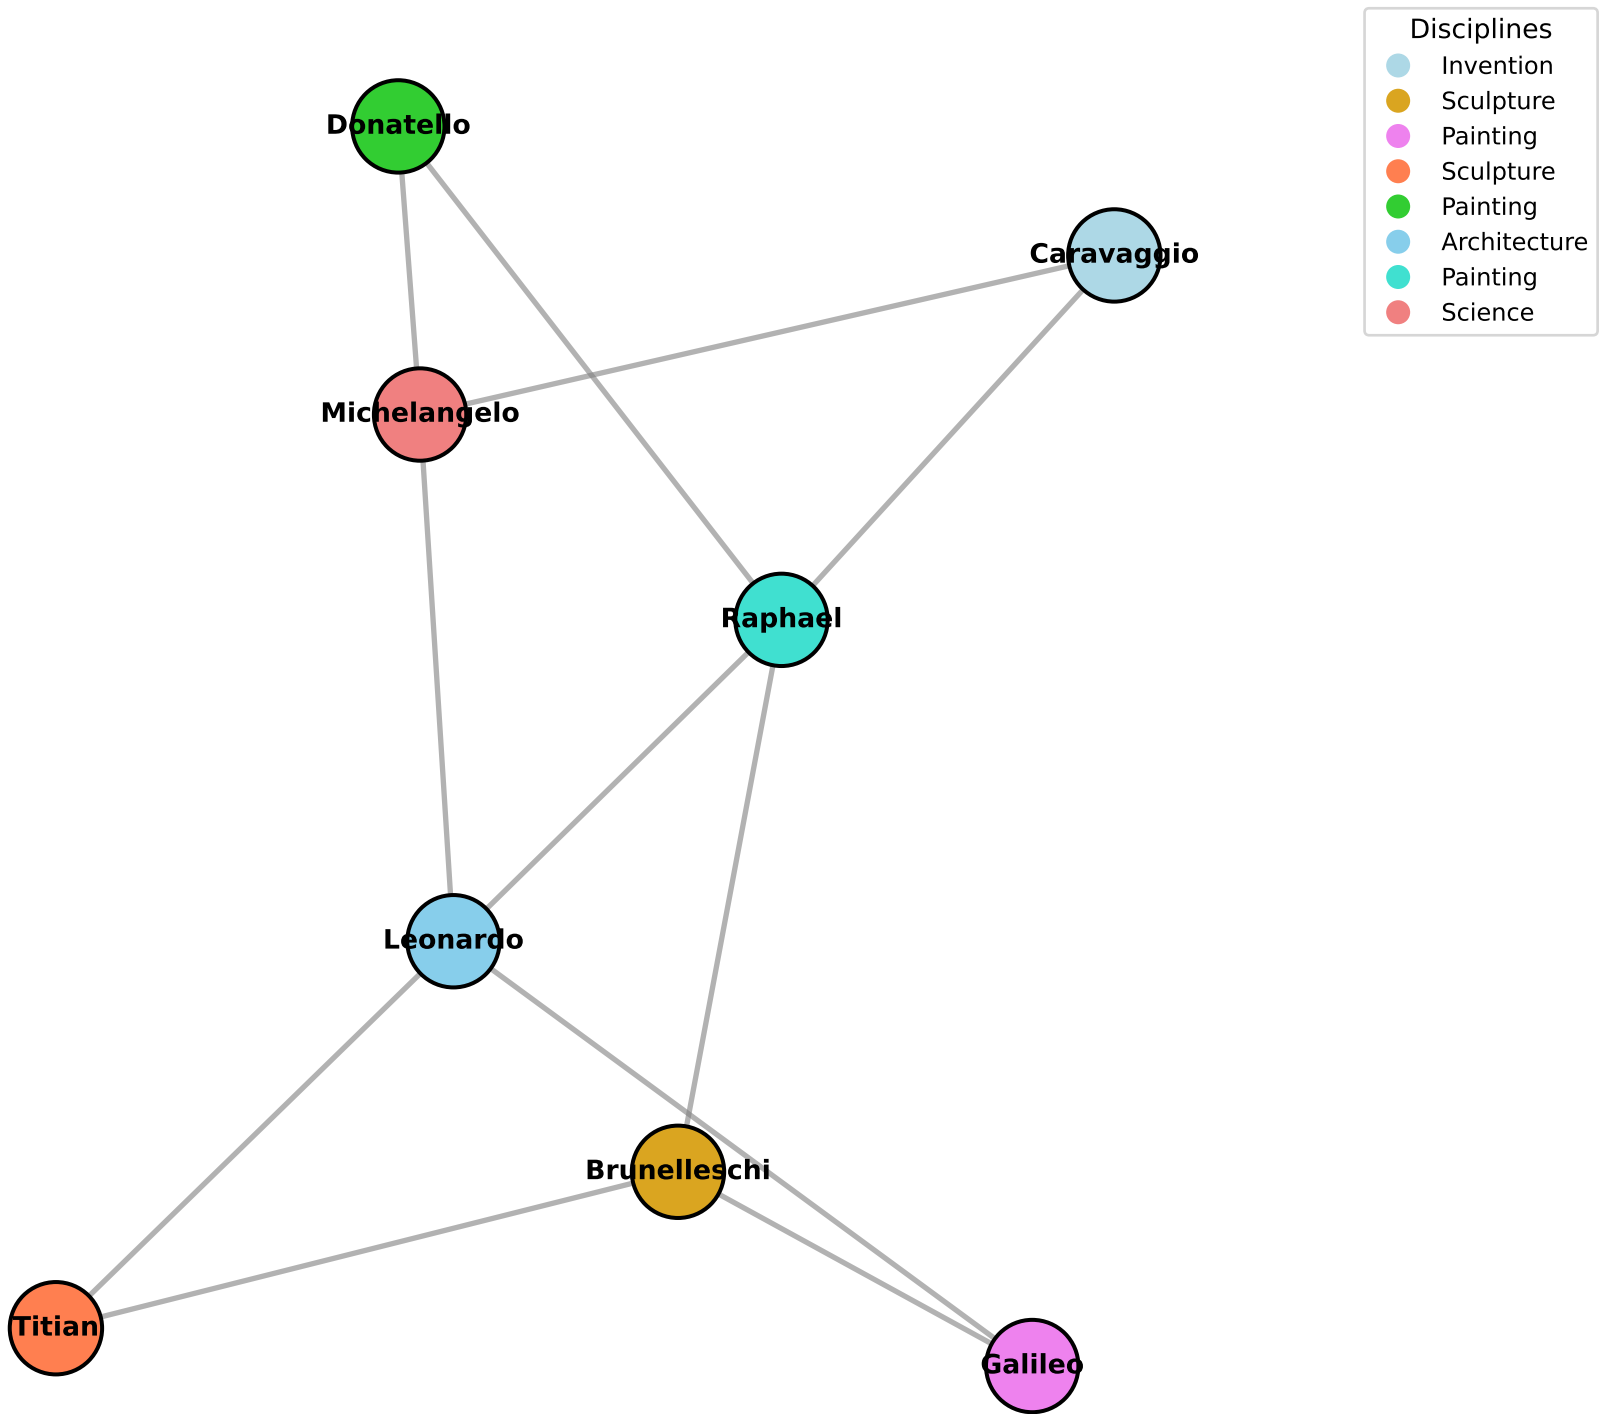 Disciplines
Invention
Sculpture
Painting
Sculpture
Painting
Architecture
Painting
Science
Donatello
Caravaggio
Michelangelo
Raphael
Leonardo
Brunelleschi
Titian
Galileo